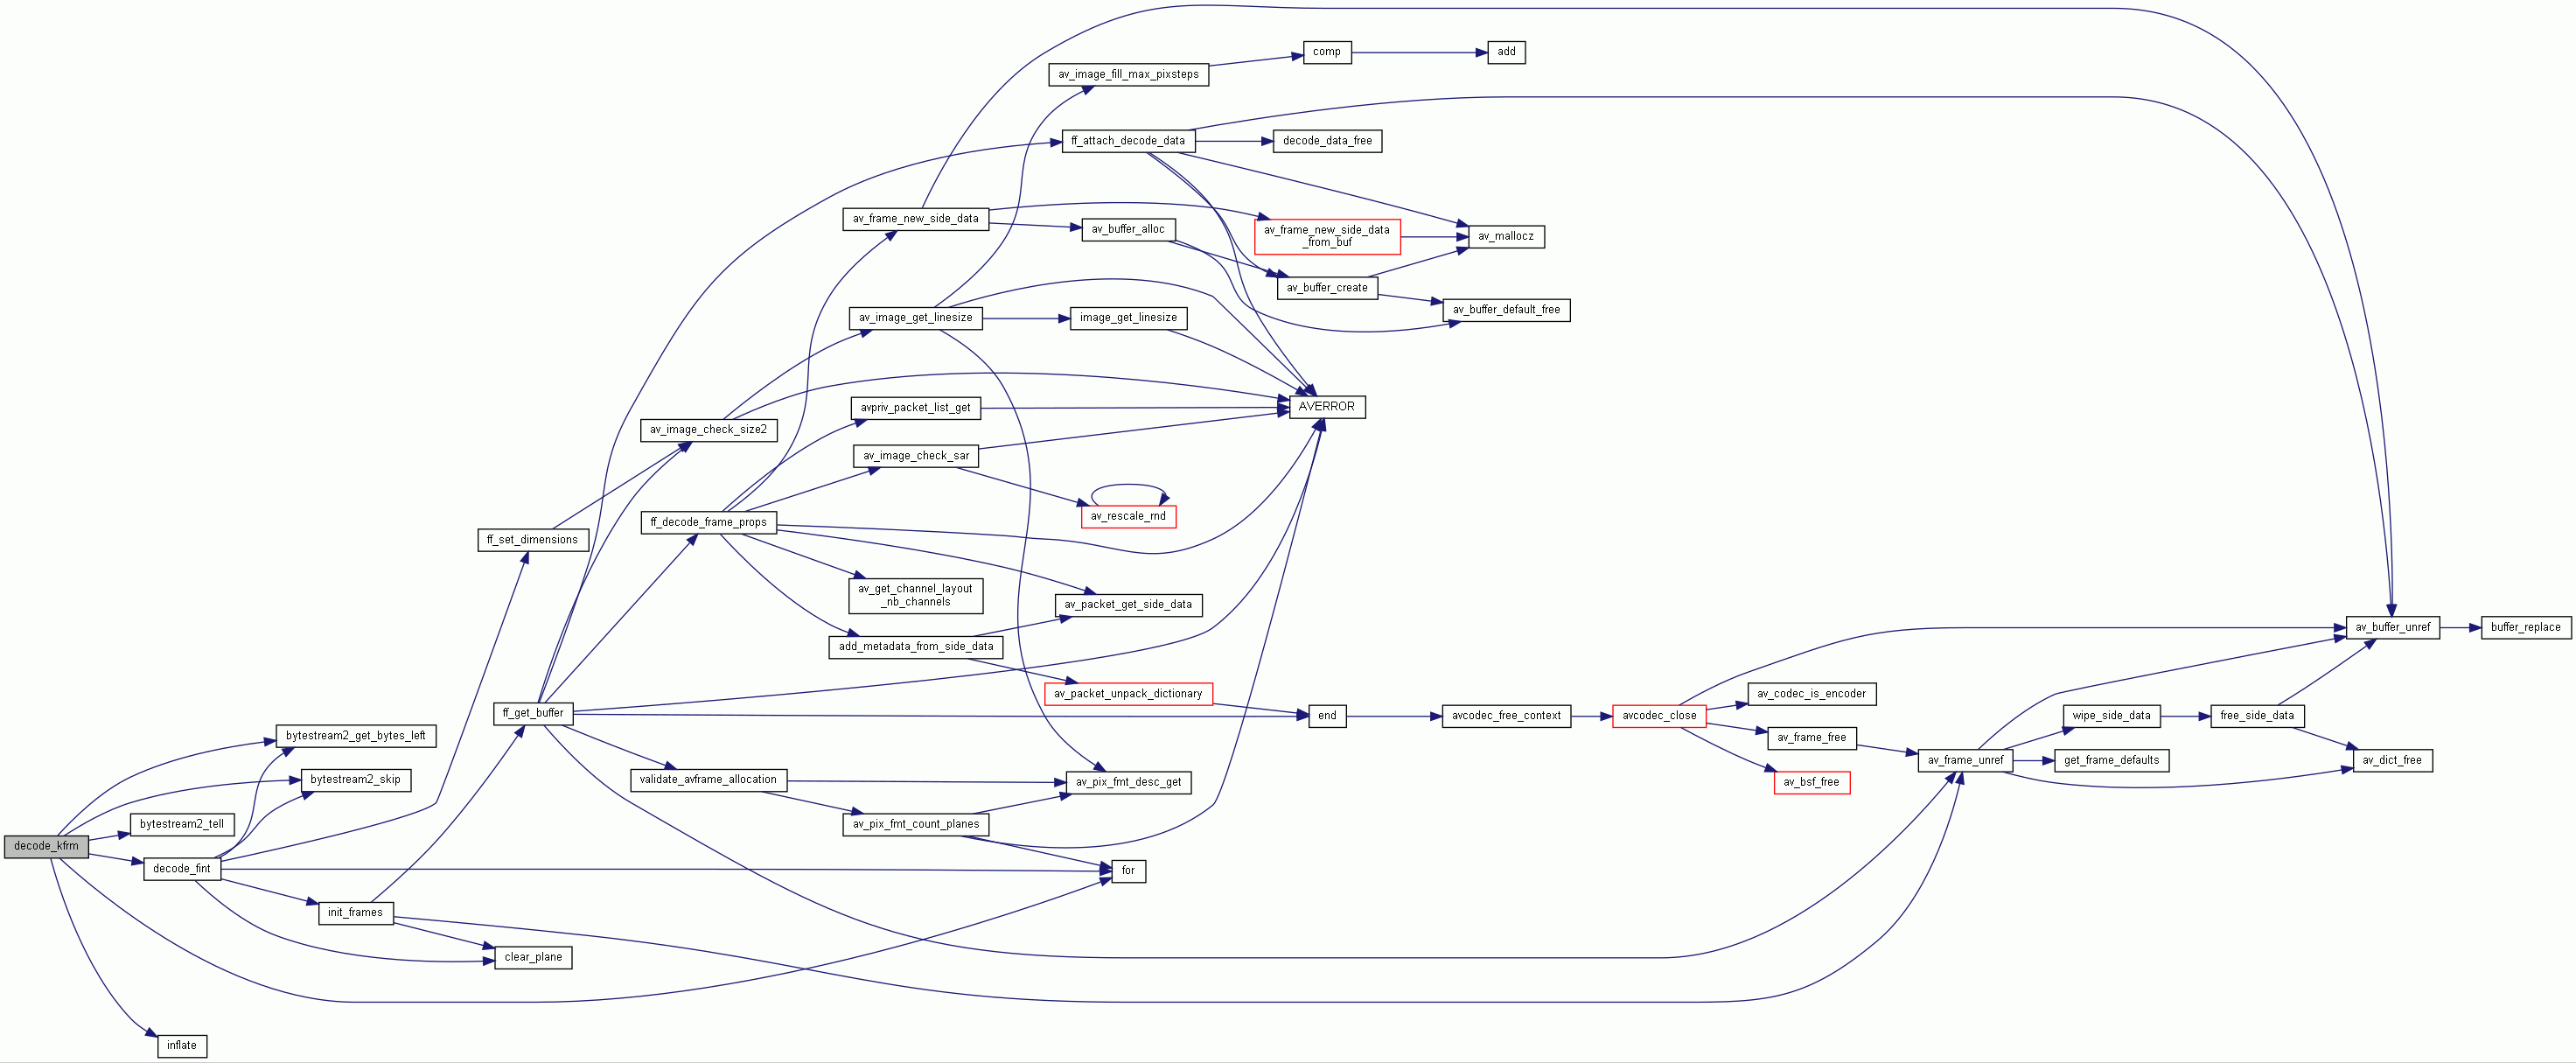 comp
add
av_image_fill_max_pixsteps
ff_attach_decode_data
decode_data_free
av_frame_new_side_data
av_buffer_alloc
av_frame_new_side_data
_from_buf
av_mallocz
av_buffer_create
av_buffer_default_free
av_image_get_linesize
image_get_linesize
avpriv_packet_list_get
AVERROR
av_image_check_size2
av_image_check_sar
av_rescale_rnd
ff_decode_frame_props
ff_set_dimensions
av_get_channel_layout
_nb_channels
av_packet_get_side_data
add_metadata_from_side_data
av_buffer_unref
buffer_replace
av_packet_unpack_dictionary
av_codec_is_encoder
ff_get_buffer
end
avcodec_free_context
avcodec_close
wipe_side_data
free_side_data
bytestream2_get_bytes_left
av_frame_free
av_frame_unref
get_frame_defaults
av_dict_free
bytestream2_skip
validate_avframe_allocation
av_pix_fmt_desc_get
av_bsf_free
bytestream2_tell
av_pix_fmt_count_planes
decode_kfrm
decode_fint
for
init_frames
clear_plane
inflate